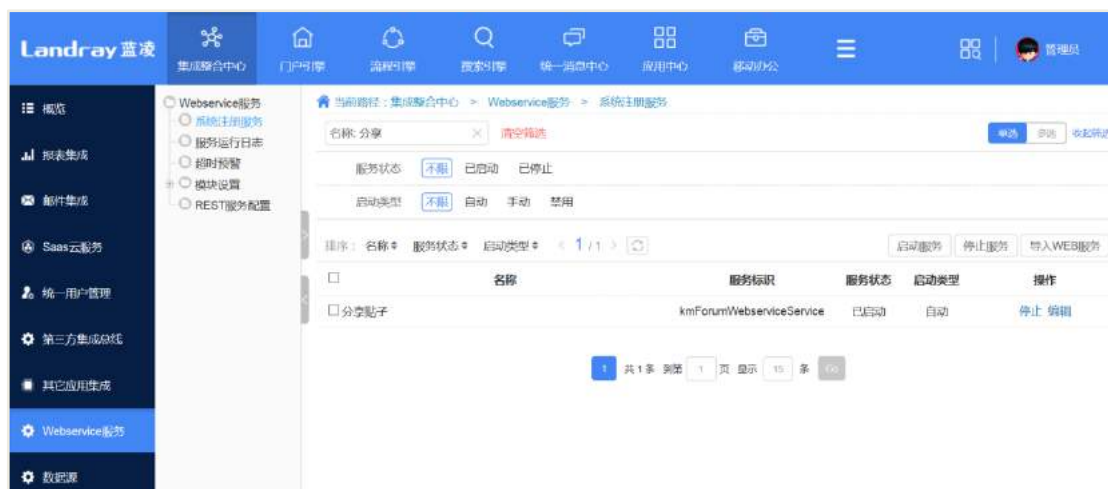 Landray 蓝凌
集成整合中心 门户引擎 流程引擎 搜索引擎 统一消息中心 应用中心 移动办公 管理员
概览
报表集成
邮件集成
Saas云服务
统一用户管理
第三方集成总线
其它应用集成
Webservice服务
数据源
Webservice服务
系统注册服务
服务运行日志
超时预警
模块设置
REST服务配置
当前路径：集成整合中心 > Webservice服务 > 系统注册服务
名称: 分享 × 清空筛选 单选 多选 收起筛选
服务状态 不限 已启动 已停止
启动类型 不限 自动 手动 禁用
排序： 名称 服务状态 启动类型 < 1 / 1 > 启动服务 停止服务 导入WEB服务
名称 服务标识 服务状态 启动类型 操作
分享贴子 kmForumWebserviceService 已启动 自动 停止 编辑
1 共 1 条 到第 1 页 显示 15 条 Go